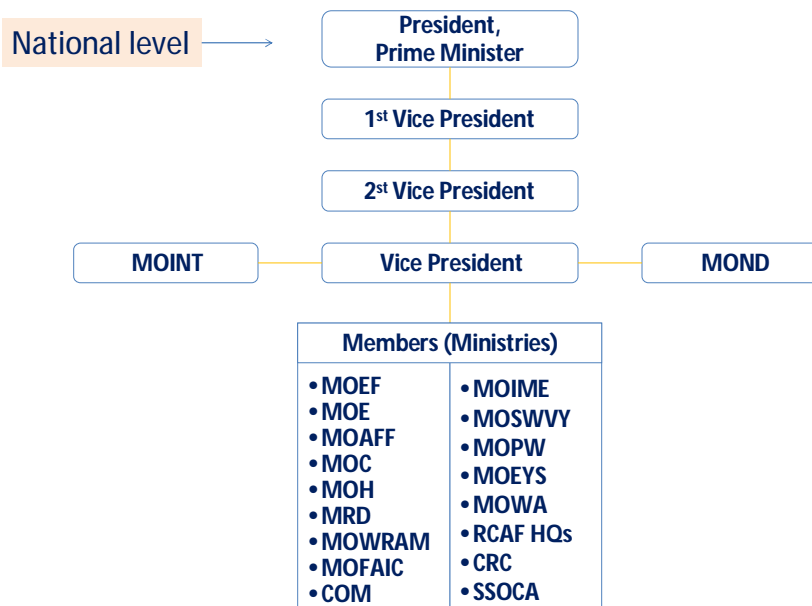 National level
President,
Prime Minister
1st Vice President
2st Vice President
MOINT
Vice President
MOND
Members (Ministries)
• MOEF
• MOE
• MOAFF
• MOC
• MOH
• MRD
• MOWRAM
• MOFAIC
• COM
• MOIME
• MOSWVY
• MOPW
• MOEYS
• MOWA
• RCAF HQs
• CRC
• SSOCA